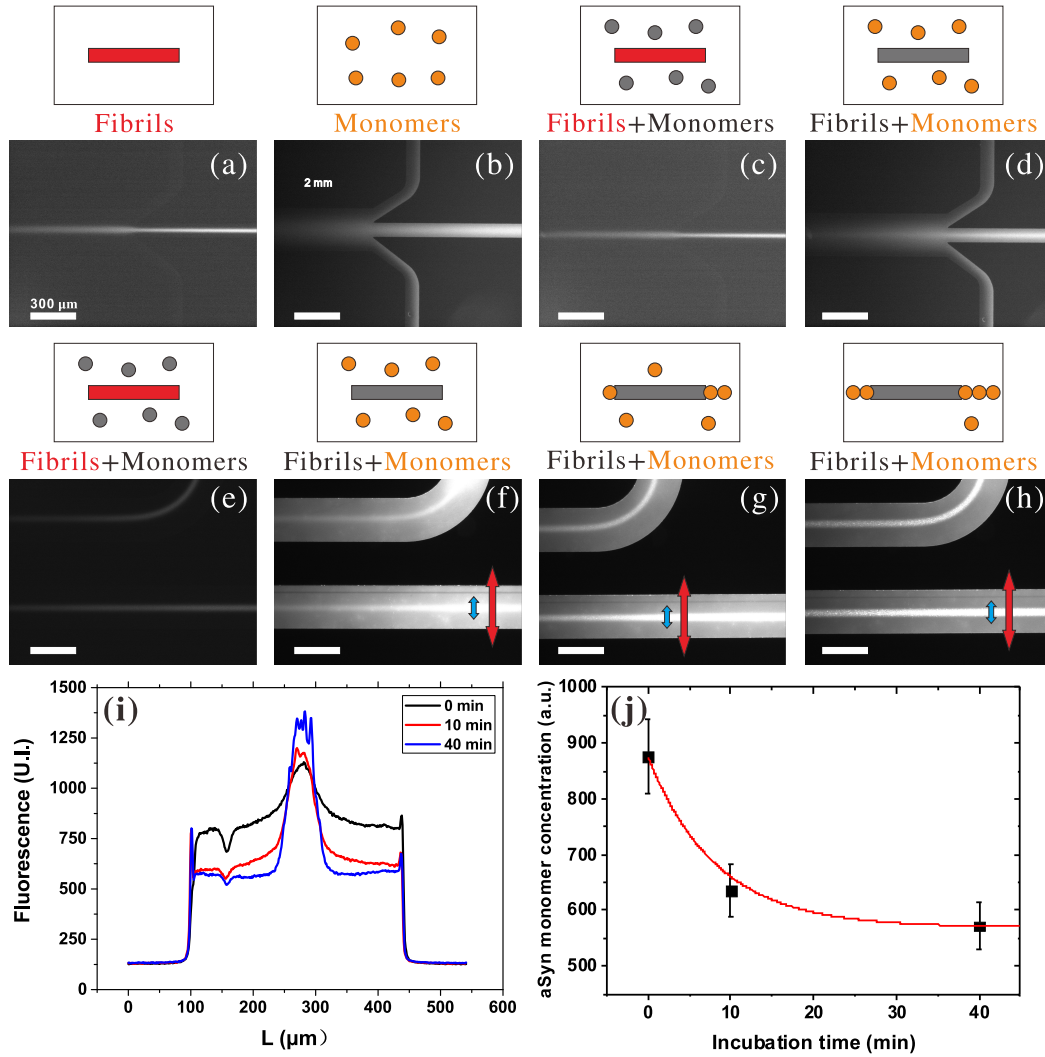 Fibrils
Monomers
Fibrils+Monomers
Fibrils+Monomers
(a)
(b)
(c)
(d)
2 mm
300 µm
Fibrils+Monomers
Fibrils+Monomers
Fibrils+Monomers
Fibrils+Monomers
(e)
(f)
(g)
(h)
(i)
0 min
10 min
40 min
1500
1250
1000
750
500
250
0
Fluorescence (U.I.)
0 100 200 300 400 500 600
L (µm)
(j)
1000
900
800
700
600
550
aSyn monomer concentration (a.u.)
0 10 20 30 40
Incubation time (min)